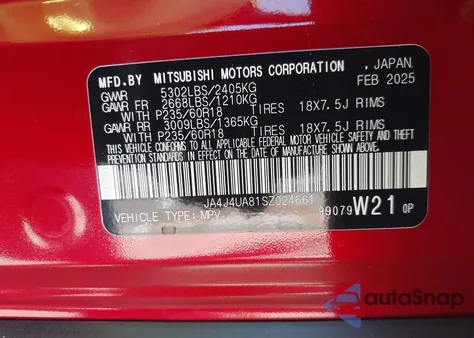 MFD.BY MITSUBISHI MOTORS CORPORATION , JAPAN
GVWR 5302LBS/2405KG FEB 2025
GAWR FR 2668LBS/1210KG
WITH P235/60R18 TIRES 18X7.5J RIMS
GAWR RR 3009LBS/1365KG
WITH P235/60R18 TIRES 18X7.5J RIMS
THIS VEHICLE CONFORMS TO ALL APPLICABLE FEDERAL MOTOR VEHICLE SAFETY AND THEFT
PREVENTION STANDARDS IN EFFECT ON THE DATE OF MANUFACTURE SHOWN ABOVE.
JA4J4UA81SZ024661
VEHICLE TYPE: MPV 99079 W21 0P
autoSnap